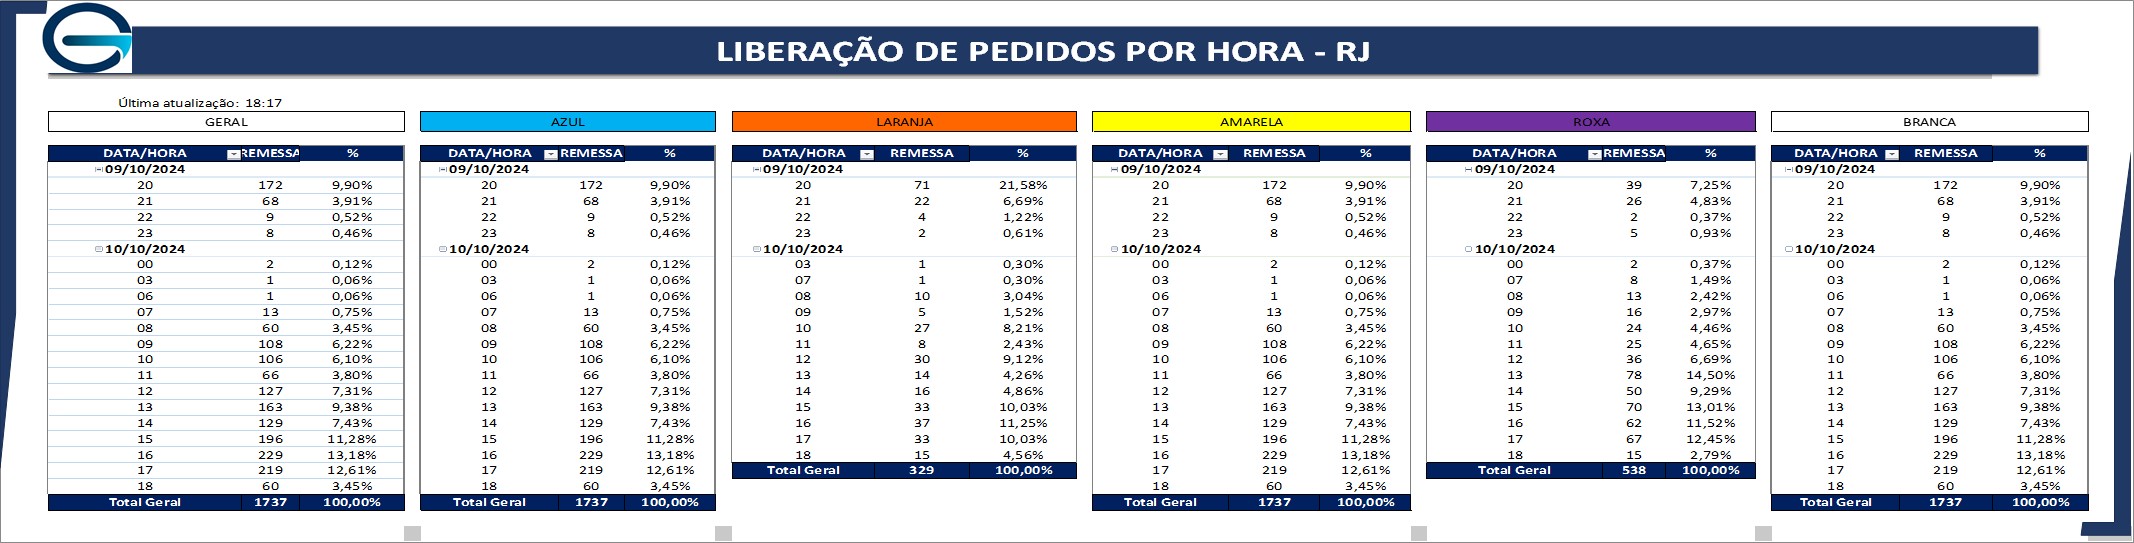 LIBERAÇÃO DE PEDIDOS POR HORA - RJ
Última atualização: 18:17
GERAL
DATA/HORA REMESSA %
09/10/2024
20 172 9,90%
21 68 3,91%
22 9 0,52%
23 8 0,46%
10/10/2024
00 2 0,12%
03 1 0,06%
06 1 0,06%
07 13 0,75%
08 60 3,45%
09 108 6,22%
10 106 6,10%
11 66 3,80%
12 127 7,31%
13 163 9,38%
14 129 7,43%
15 196 11,28%
16 229 13,18%
17 219 12,61%
18 60 3,45%
Total Geral 1737 100,00%
AZUL
DATA/HORA REMESSA %
09/10/2024
20 172 9,90%
21 68 3,91%
22 9 0,52%
23 8 0,46%
10/10/2024
00 2 0,12%
03 1 0,06%
06 1 0,06%
07 13 0,75%
08 60 3,45%
09 108 6,22%
10 106 6,10%
11 66 3,80%
12 127 7,31%
13 163 9,38%
14 129 7,43%
15 196 11,28%
16 229 13,18%
17 219 12,61%
18 60 3,45%
Total Geral 1737 100,00%
LARANJA
DATA/HORA REMESSA %
09/10/2024
20 71 21,58%
21 22 6,69%
22 4 1,22%
23 2 0,61%
10/10/2024
03 1 0,30%
07 1 0,30%
08 10 3,04%
09 5 1,52%
10 27 8,21%
11 8 2,43%
12 30 9,12%
13 14 4,26%
14 16 4,86%
15 33 10,03%
16 37 11,25%
17 33 10,03%
18 15 4,56%
Total Geral 329 100,00%
AMARELA
DATA/HORA REMESSA %
09/10/2024
20 172 9,90%
21 68 3,91%
22 9 0,52%
23 8 0,46%
10/10/2024
00 2 0,12%
03 1 0,06%
06 1 0,06%
07 13 0,75%
08 60 3,45%
09 108 6,22%
10 106 6,10%
11 66 3,80%
12 127 7,31%
13 163 9,38%
14 129 7,43%
15 196 11,28%
16 229 13,18%
17 219 12,61%
18 60 3,45%
Total Geral 1737 100,00%
ROXA
DATA/HORA REMESSA %
09/10/2024
20 39 7,25%
21 26 4,83%
22 2 0,37%
23 5 0,93%
10/10/2024
00 2 0,37%
07 8 1,49%
08 13 2,42%
09 16 2,97%
10 24 4,46%
11 25 4,65%
12 36 6,69%
13 78 14,50%
14 50 9,29%
15 70 13,01%
16 62 11,52%
17 67 12,45%
18 15 2,79%
Total Geral 538 100,00%
BRANCA
DATA/HORA REMESSA %
09/10/2024
20 172 9,90%
21 68 3,91%
22 9 0,52%
23 8 0,46%
10/10/2024
00 2 0,12%
03 1 0,06%
06 1 0,06%
07 13 0,75%
08 60 3,45%
09 108 6,22%
10 106 6,10%
11 66 3,80%
12 127 7,31%
13 163 9,38%
14 129 7,43%
15 196 11,28%
16 229 13,18%
17 219 12,61%
18 60 3,45%
Total Geral 1737 100,00%